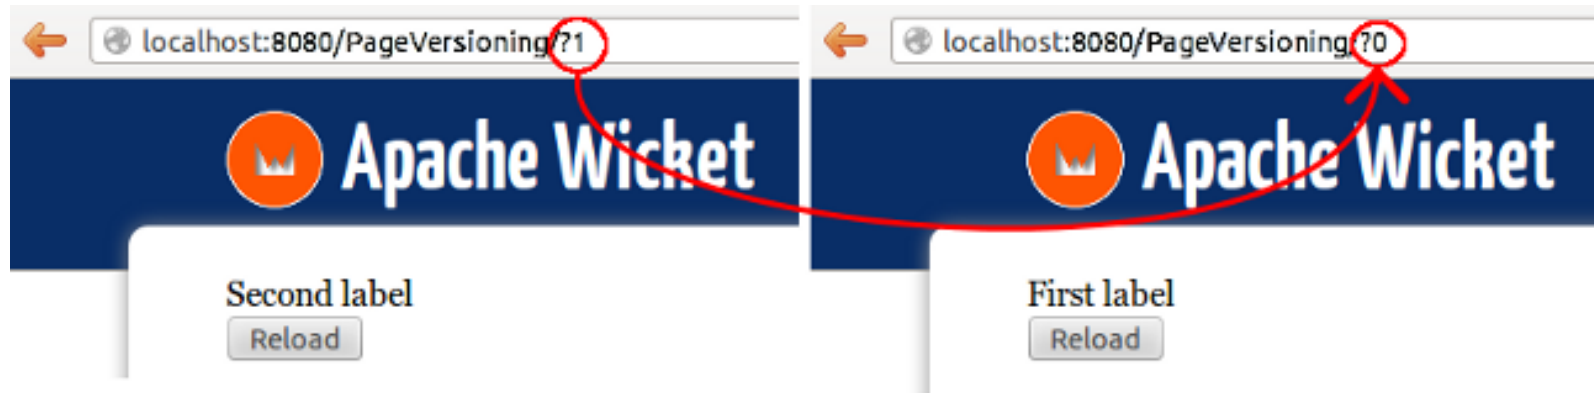 localhost:8080/PageVersioning/?1
Apache Wicket
Second label
Reload
localhost:8080/PageVersioning/?0
Apache Wicket
First label
Reload